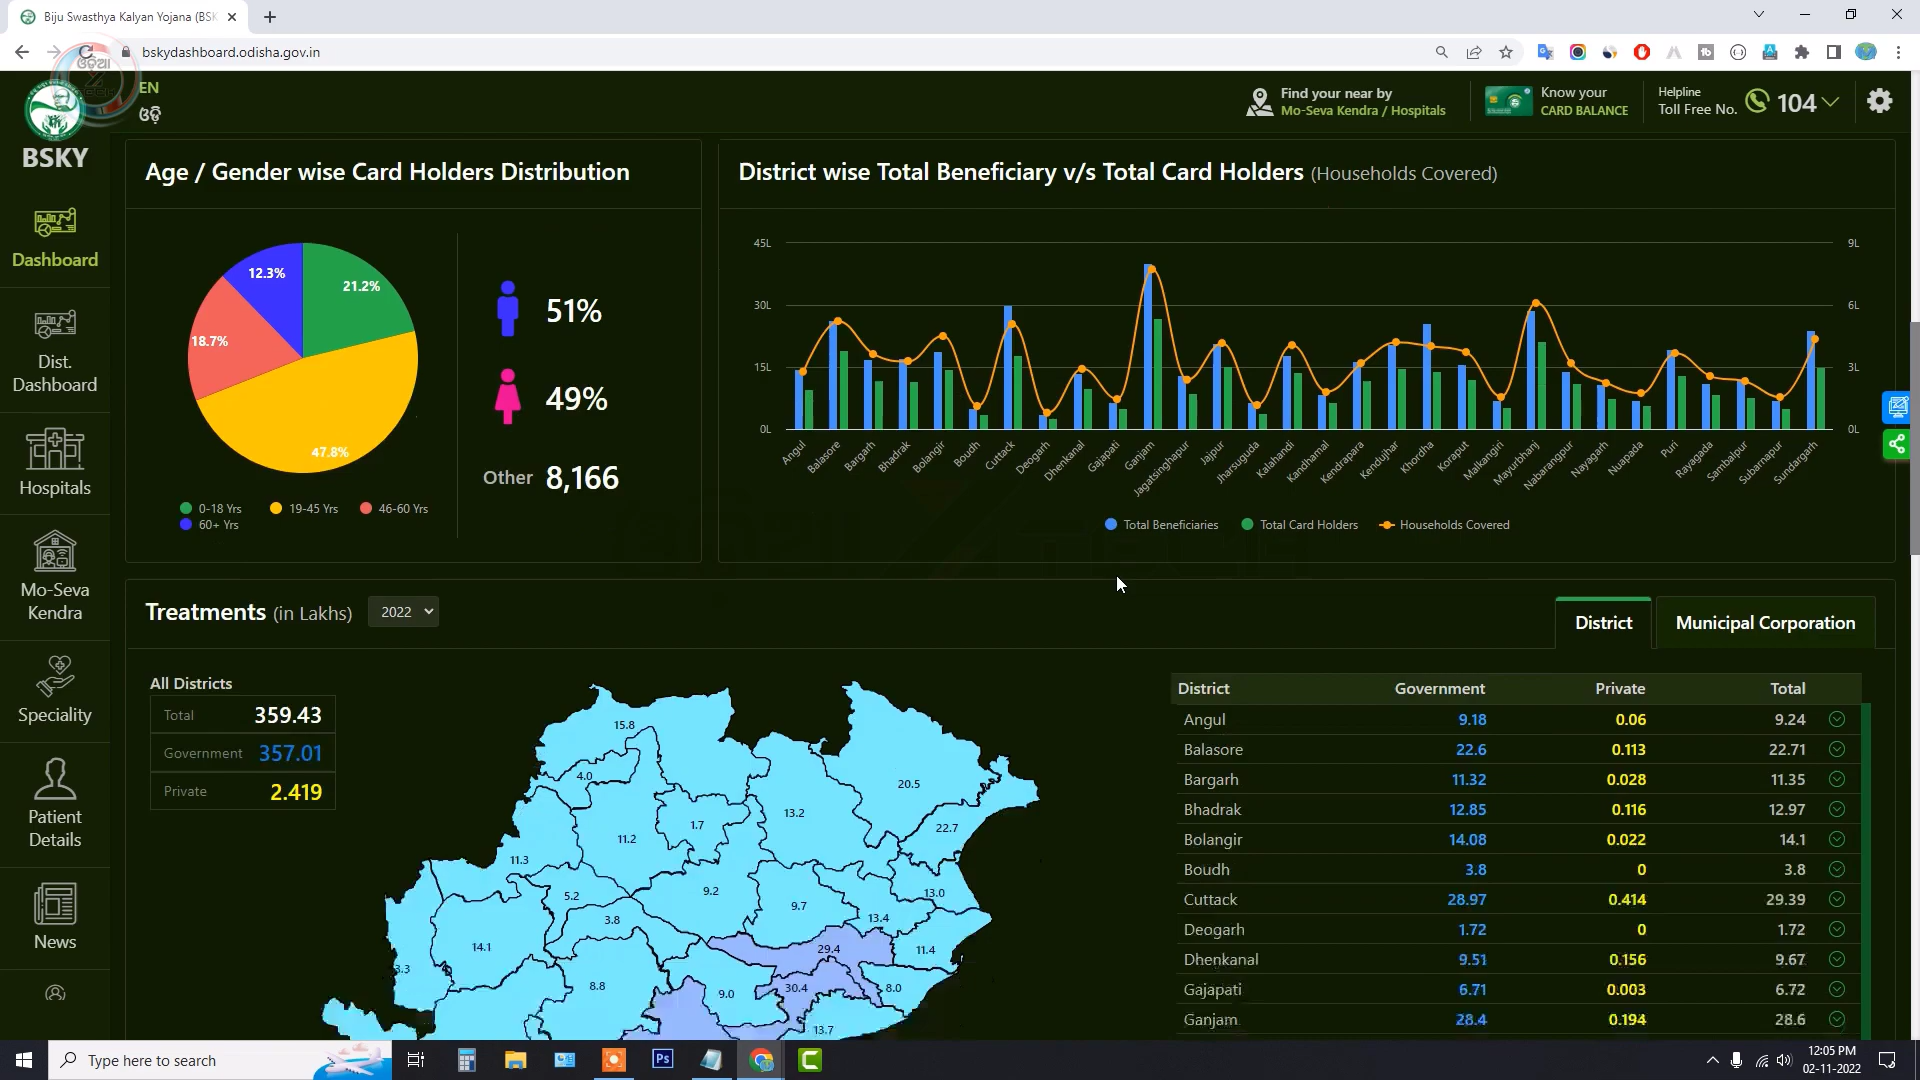 Biju Swasthya Kalyan Yojana (BSK
bskydashboard.odisha.gov.in
ଓଡ଼ିଆ
EN
ଓଡ଼ି
BSKY
Find your near by
Mo-Seva Kendra / Hospitals
Know your
CARD BALANCE
Helpline
Toll Free No.
104
Dashboard
Dist.
Dashboard
Hospitals
Mo-Seva
Kendra
Speciality
Patient
Details
News
Age / Gender wise Card Holders Distribution
12.3%
21.2%
18.7%
47.8%
0-18 Yrs
19-45 Yrs
46-60 Yrs
60+ Yrs
51%
49%
Other 8,166
District wise Total Beneficiary v/s Total Card Holders (Households Covered)
45L
30L
15L
0L
9L
6L
3L
0L
Angul
Balasore
Bargarh
Bhadrak
Bolangir
Boudh
Cuttack
Deogarh
Dhenkanal
Gajapati
Ganjam
Jagatsinghapur
Jajpur
Jharsuguda
Kalahandi
Kandhamal
Kendrapara
Kendujhar
Khordha
Koraput
Malkangiri
Mayurbhanj
Nabarangpur
Nayagarh
Nuapada
Puri
Rayagada
Sambalpur
Subarnapur
Sundargarh
Total Beneficiaries
Total Card Holders
Households Covered
Treatments (in Lakhs)
2022
District
Municipal Corporation
All Districts
Total 359.43
Government 357.01
Private 2.419
15.8
4.0
20.5
13.2
1.7
22.7
11.2
11.3
9.2
13.0
5.2
9.7
3.8
13.4
14.1
29.4
11.4
3.3
8.8
9.0
30.4
8.0
13.7
District Government Private Total
Angul 9.18 0.06 9.24
Balasore 22.6 0.113 22.71
Bargarh 11.32 0.028 11.35
Bhadrak 12.85 0.116 12.97
Bolangir 14.08 0.022 14.1
Boudh 3.8 0 3.8
Cuttack 28.97 0.414 29.39
Deogarh 1.72 0 1.72
Dhenkanal 9.51 0.156 9.67
Gajapati 6.71 0.003 6.72
Ganjam 28.4 0.194 28.6
Type here to search
Ps
12:05 PM
02-11-2022